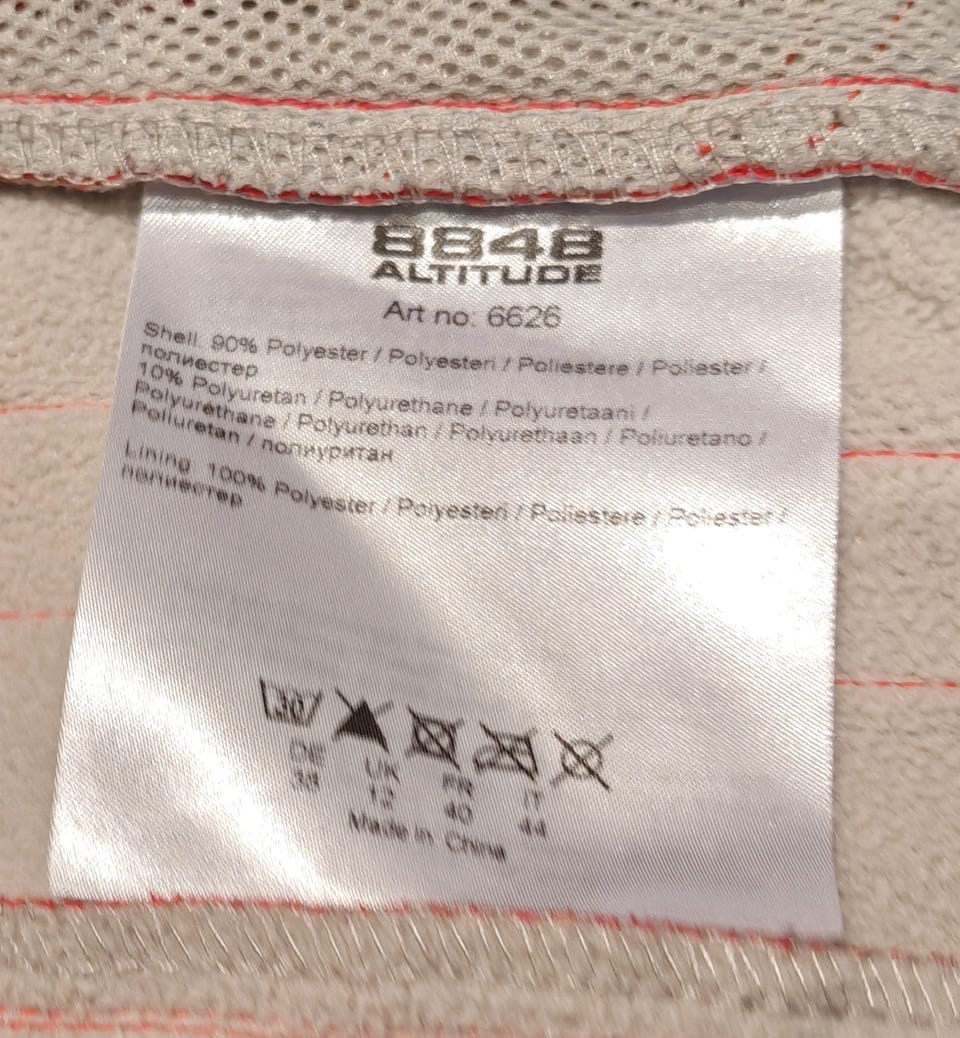 8848
ALTITUDE
Art no: 6626
Shell: 90% Polyester / Polyesteri / Poliestere / Poliester /
полиестер
10% Polyuretan / Polyurethane / Polyuretaani /
Polyuréthane / Polyurethan / Polyurethaan / Poliuretano /
Poliuretan / полиуритан
Lining: 100% Polyester / Polyesteri / Poliestere / Poliester /
полиестер
30
DE UK FR IT
38 12 40 44
Made in China